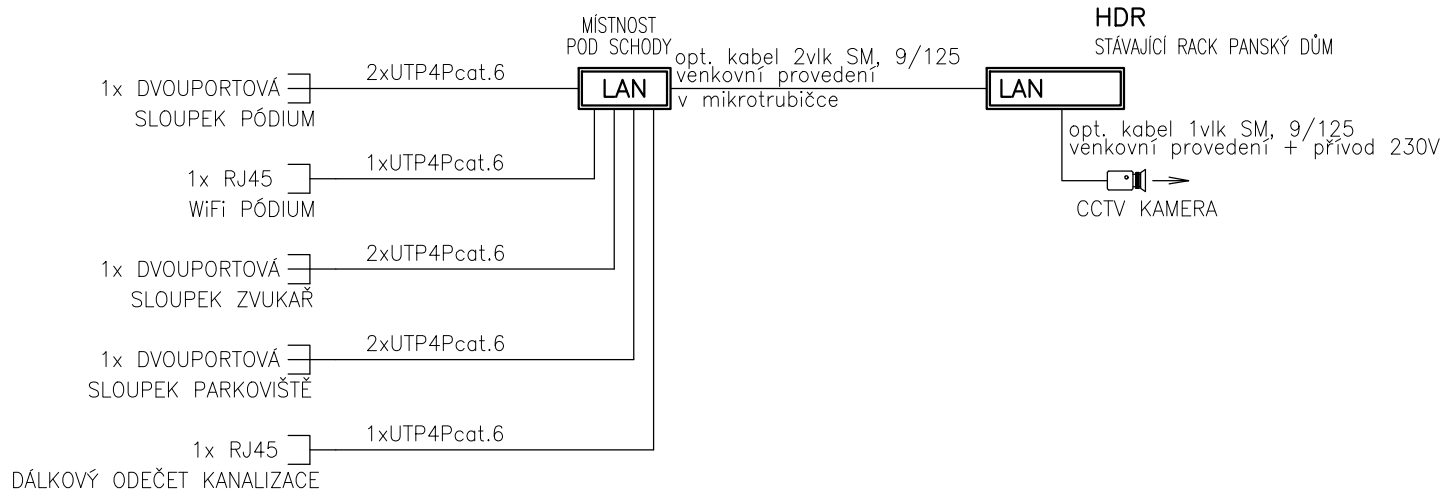 MÍSTNOST
POD SCHODY
HDR
STÁVAJÍCÍ RACK PANSKÝ DŮM
1x DVOUPORTOVÁ
SLOUPEK PÓDIUM
2xUTP4Pcat.6
LAN
opt. kabel 2vlk SM, 9/125
venkovní provedení
v mikrotrubičce
LAN
opt. kabel 1vlk SM, 9/125
venkovní provedení + přívod 230V
CCTV KAMERA
1x RJ45
WiFi PÓDIUM
1xUTP4Pcat.6
1x DVOUPORTOVÁ
SLOUPEK ZVUKAŘ
2xUTP4Pcat.6
1x DVOUPORTOVÁ
SLOUPEK PARKOVIŠTĚ
2xUTP4Pcat.6
1x RJ45
DÁLKOVÝ ODEČET KANALIZACE
1xUTP4Pcat.6